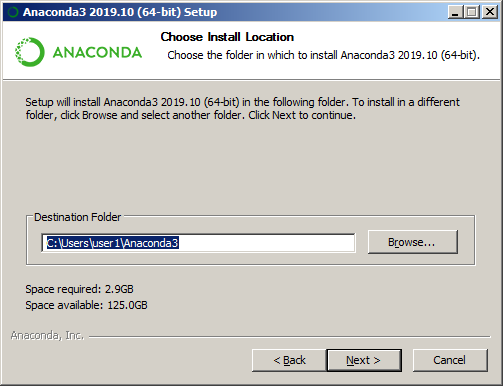 Anaconda3 2019.10 (64-bit) Setup
ANACONDA
Choose Install Location
Choose the folder in which to install Anaconda3 2019.10 (64-bit).
Setup will install Anaconda3 2019.10 (64-bit) in the following folder. To install in a different
folder, click Browse and select another folder. Click Next to continue.
Destination Folder
C:\Users\user1\Anaconda3
Browse...
Space required: 2.9GB
Space available: 125.0GB
Anaconda, Inc.
< Back
Next >
Cancel